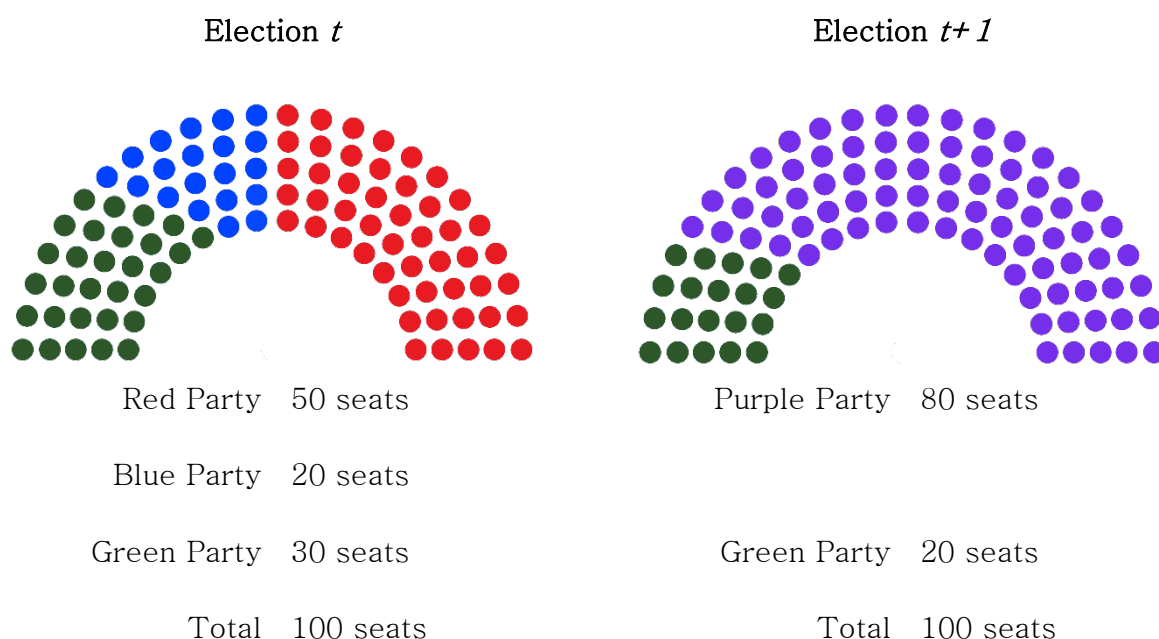 Election t
Election t+1
Red Party 50 seats
Blue Party 20 seats
Green Party 30 seats
Total 100 seats
Purple Party 80 seats
Green Party 20 seats
Total 100 seats